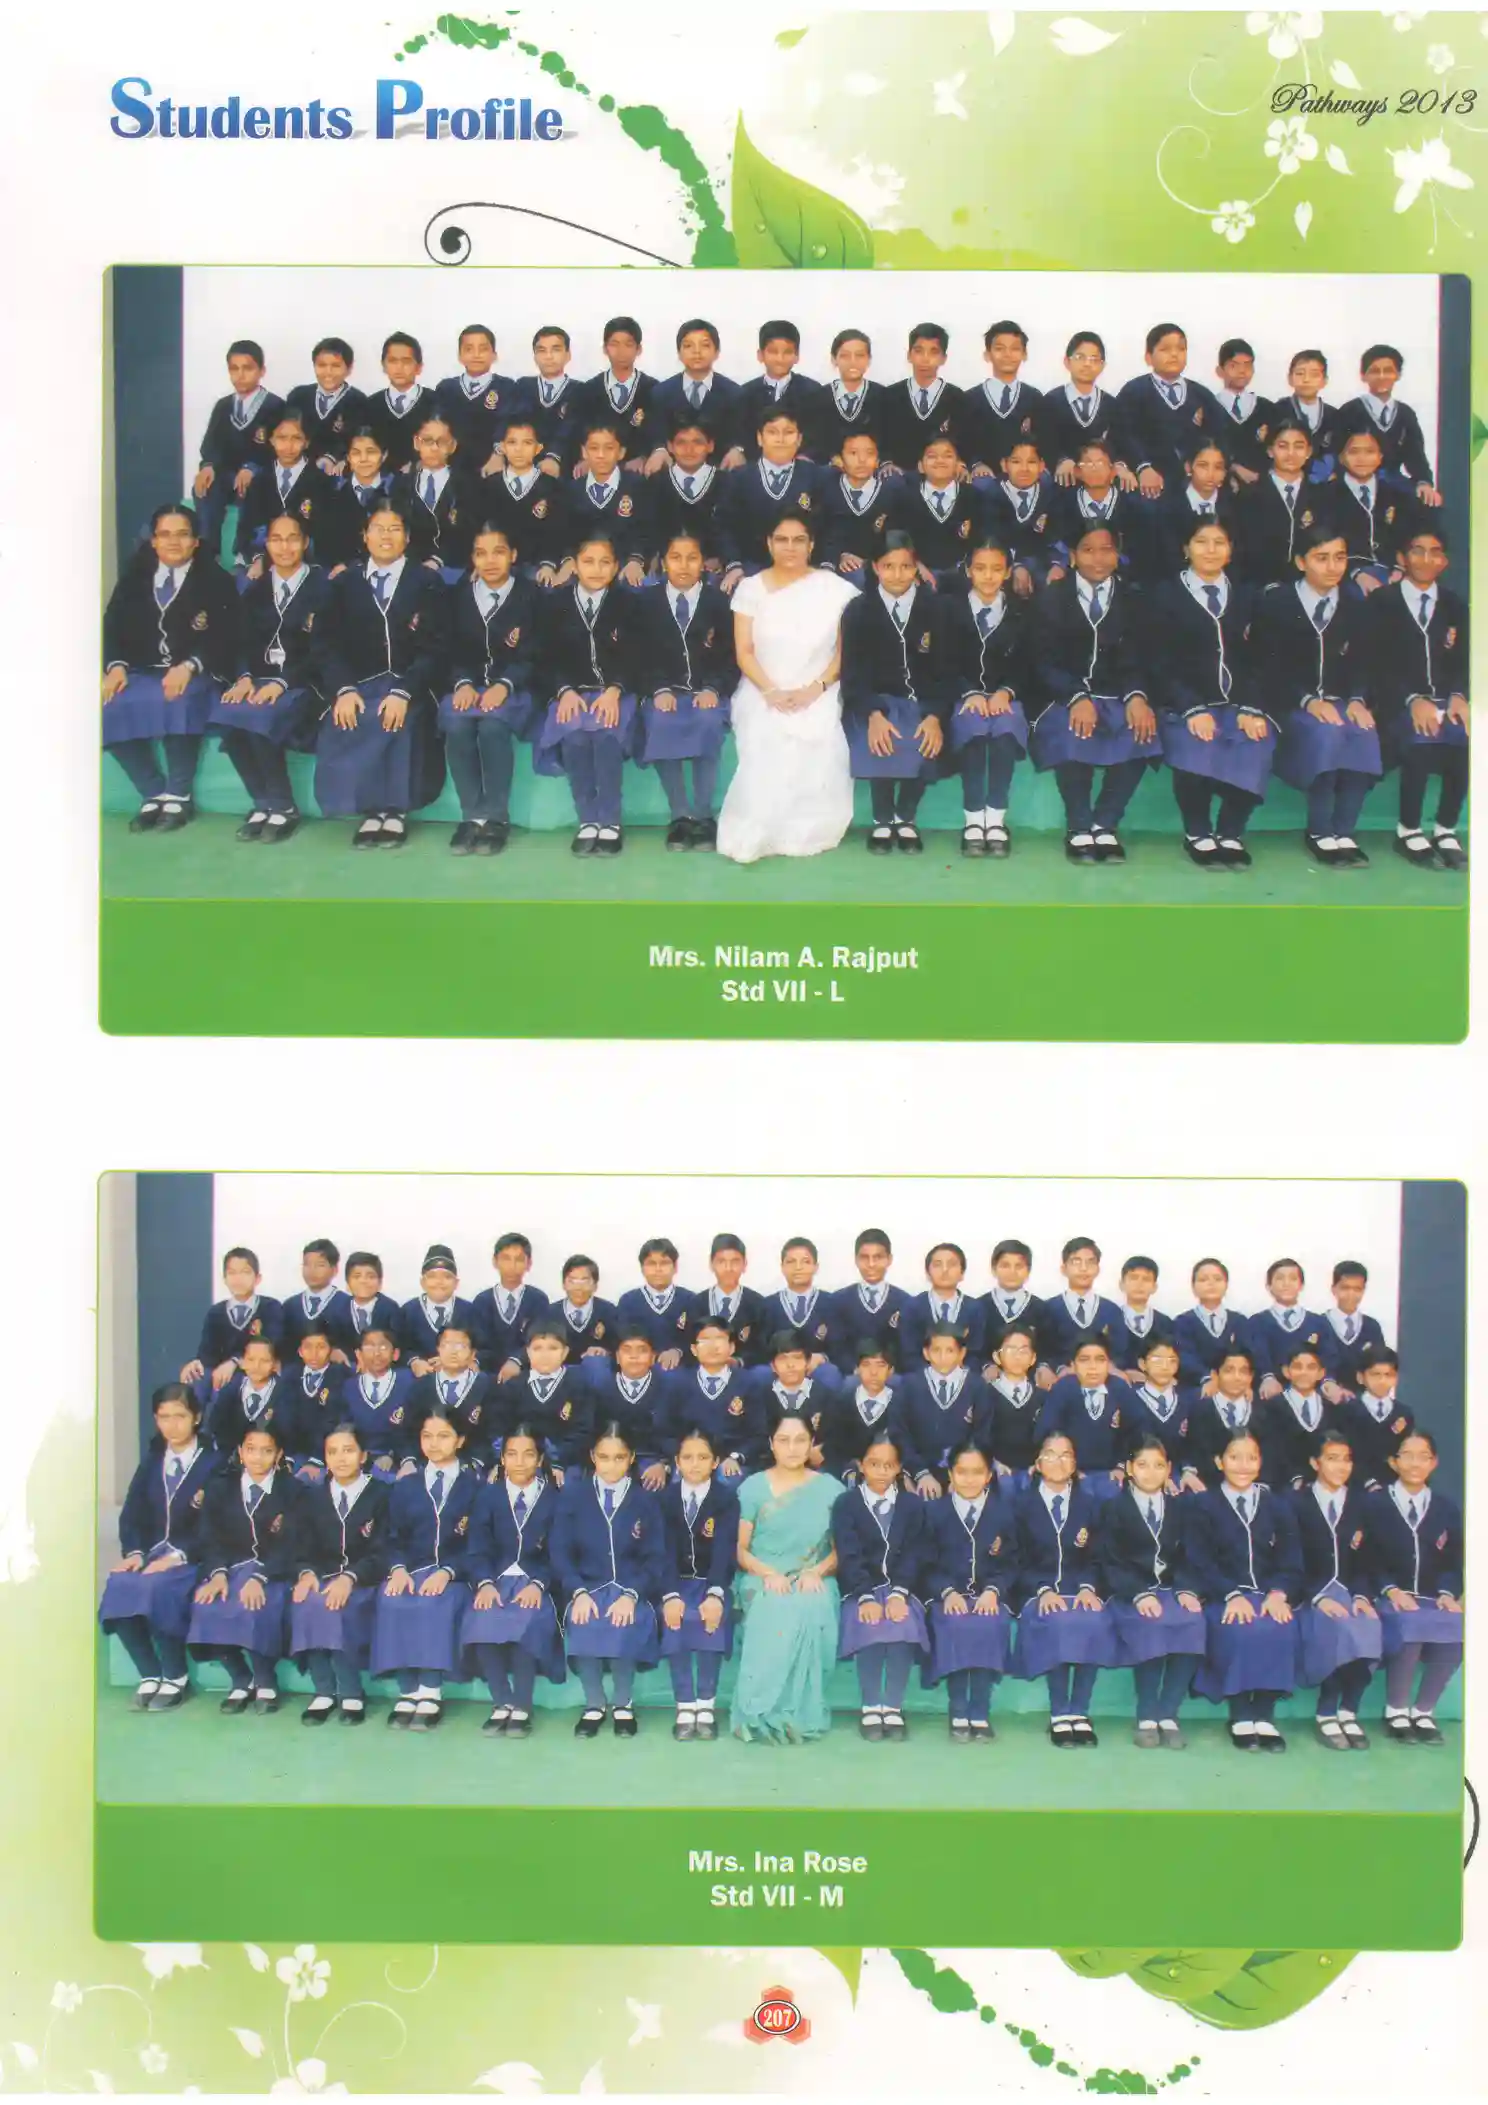 Students Profile
Pathways 2013
Mrs. Nilam A. Rajput
Std VII - L
Mrs. Ina Rose
Std VII - M
207